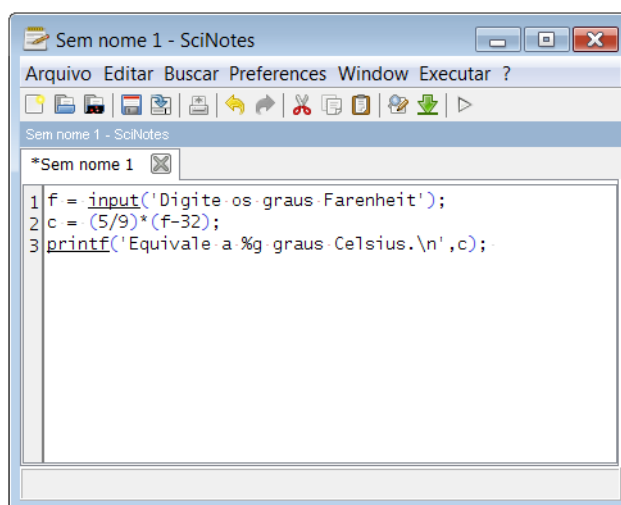 Sem nome 1 - SciNotes
Arquivo Editar Buscar Preferences Window Executar ?
Sem nome 1 - SciNotes
*Sem nome 1
1 f = input('Digite os graus Farenheit');
2 c = (5/9)*(f-32);
3 printf('Equivale a %g graus Celsius.\n',c);